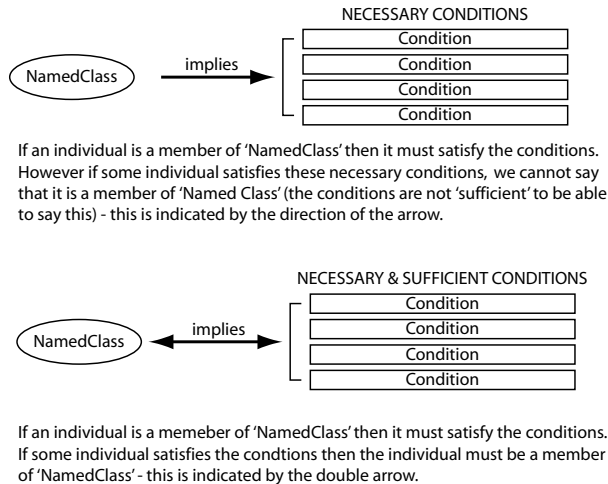 NECESSARY CONDITIONS
Condition
Condition
Condition
Condition
NamedClass
implies
If an individual is a member of 'NamedClass' then it must satisfy the conditions.
However if some individual satisfies these necessary conditions, we cannot say
that it is a member of 'Named Class' (the conditions are not 'sufficient' to be able
to say this) - this is indicated by the direction of the arrow.
NECESSARY & SUFFICIENT CONDITIONS
Condition
Condition
Condition
Condition
NamedClass
implies
If an individual is a memeber of 'NamedClass' then it must satisfy the conditions.
If some individual satisfies the condtions then the individual must be a member
of 'NamedClass' - this is indicated by the double arrow.